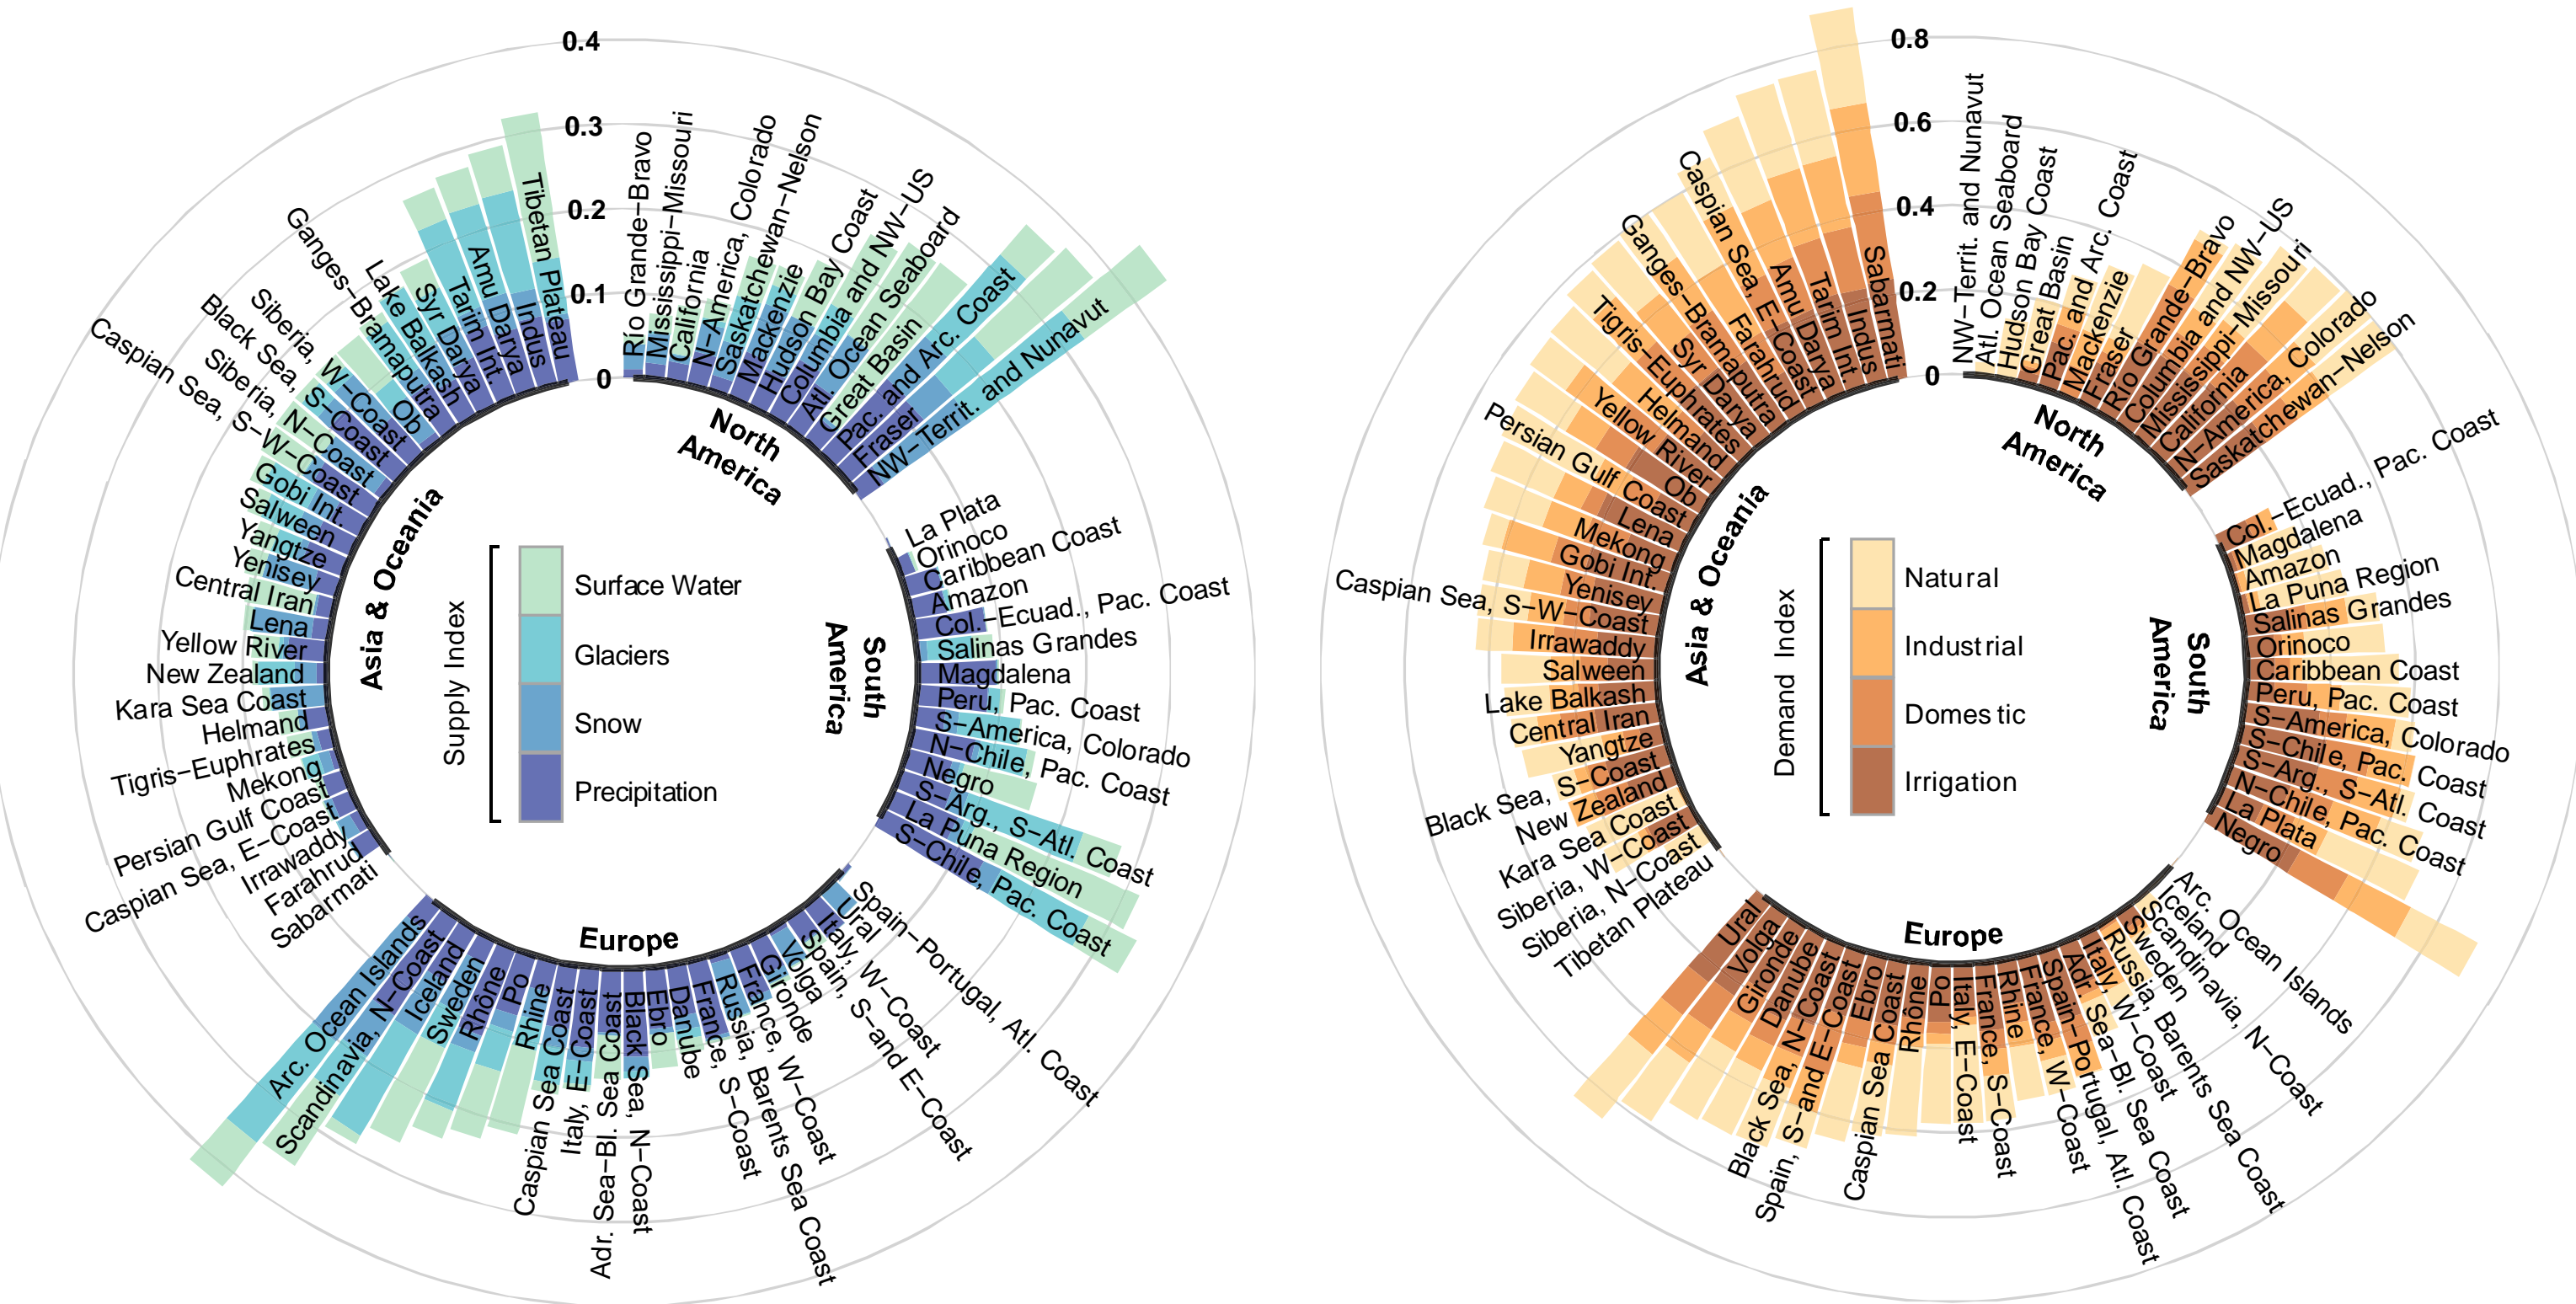 0.4
0.3
0.2
0.1
0
Río Grande−Bravo
Mississippi−Missouri
California
N−America, Colorado
Saskatchewan−Nelson
Mackenzie
Hudson Bay Coast
Columbia and NW−US
Atl. Ocean Seaboard
Great Basin
Pac. and Arc. Coast
Fraser
NW−Territ. and Nunavut
North
America
La Plata
Orinoco
Caribbean Coast
Amazon
Col.−Ecuad., Pac. Coast
Salinas Grandes
Magdalena
Peru, Pac. Coast
S−America, Colorado
N−Chile, Pac. Coast
Negro
S−Arg., S−Atl. Coast
La Puna Region
S−Chile, Pac. Coast
South
America
Spain−Portugal, Atl. Coast
Ural
Italy, W−Coast
Spain, S−and E−Coast
Volga
Gironde
France, W−Coast
Russia, Barents Sea Coast
France, S−Coast
Danube
Ebro
Black Sea, N−Coast
Adr. Sea−Bl. Sea Coast
Italy, E−Coast
Caspian Sea Coast
Rhine
Po
Rhône
Sweden
Iceland
Scandinavia, N−Coast
Arc. Ocean Islands
Europe
Sabarmati
Farahrud
Irrawaddy
Caspian Sea, E−Coast
Persian Gulf Coast
Mekong
Tigris−Euphrates
Helmand
Kara Sea Coast
New Zealand
Yellow River
Lena
Central Iran
Yenisey
Yangtze
Salween
Gobi Int.
Caspian Sea, S−W−Coast
Siberia, N−Coast
Black Sea, S−Coast
Siberia, W−Coast
Ob
Ganges−Bramaputra
Lake Balkash
Syr Darya
Tarim Int.
Amu Darya
Indus
Tibetan Plateau
Asia & Oceania
Supply Index
Surface Water
Glaciers
Snow
Precipitation
0.8
0.6
0.4
0.2
0
NW−Territ. and Nunavut
Atl. Ocean Seaboard
Hudson Bay Coast
Great Basin
Pac. and Arc. Coast
Mackenzie
Fraser
Río Grande−Bravo
Columbia and NW−US
Mississippi−Missouri
California
N−America, Colorado
Saskatchewan−Nelson
North
America
Col.−Ecuad., Pac. Coast
Magdalena
Amazon
La Puna Region
Salinas Grandes
Orinoco
Caribbean Coast
Peru, Pac. Coast
S−America, Colorado
S−Chile, Pac. Coast
S−Arg., S−Atl. Coast
N−Chile, Pac. Coast
La Plata
Negro
South
America
Arc. Ocean Islands
Iceland
Scandinavia, N−Coast
Sweden
Russia, Barents Sea Coast
Italy, W−Coast
Adr. Sea−Bl. Sea Coast
Spain−Portugal, Atl. Coast
France, W−Coast
Rhine
France, S−Coast
Italy, E−Coast
Po
Rhône
Caspian Sea Coast
Ebro
Spain, S−and E−Coast
Black Sea, N−Coast
Danube
Gironde
Volga
Ural
Europe
Tibetan Plateau
Siberia, N−Coast
Siberia, W−Coast
Kara Sea Coast
New Zealand
Black Sea, S−Coast
Yangtze
Central Iran
Lake Balkash
Salween
Irrawaddy
Caspian Sea, S−W−Coast
Yenisey
Gobi Int.
Mekong
Lena
Persian Gulf Coast
Ob
Yellow River
Helmand
Tigris−Euphrates
Syr Darya
Ganges−Bramaputra
Farahrud
Caspian Sea, E−Coast
Amu Darya
Tarim Int.
Indus
Sabarmati
Asia & Oceania
Demand Index
Natural
Industrial
Domestic
Irrigation